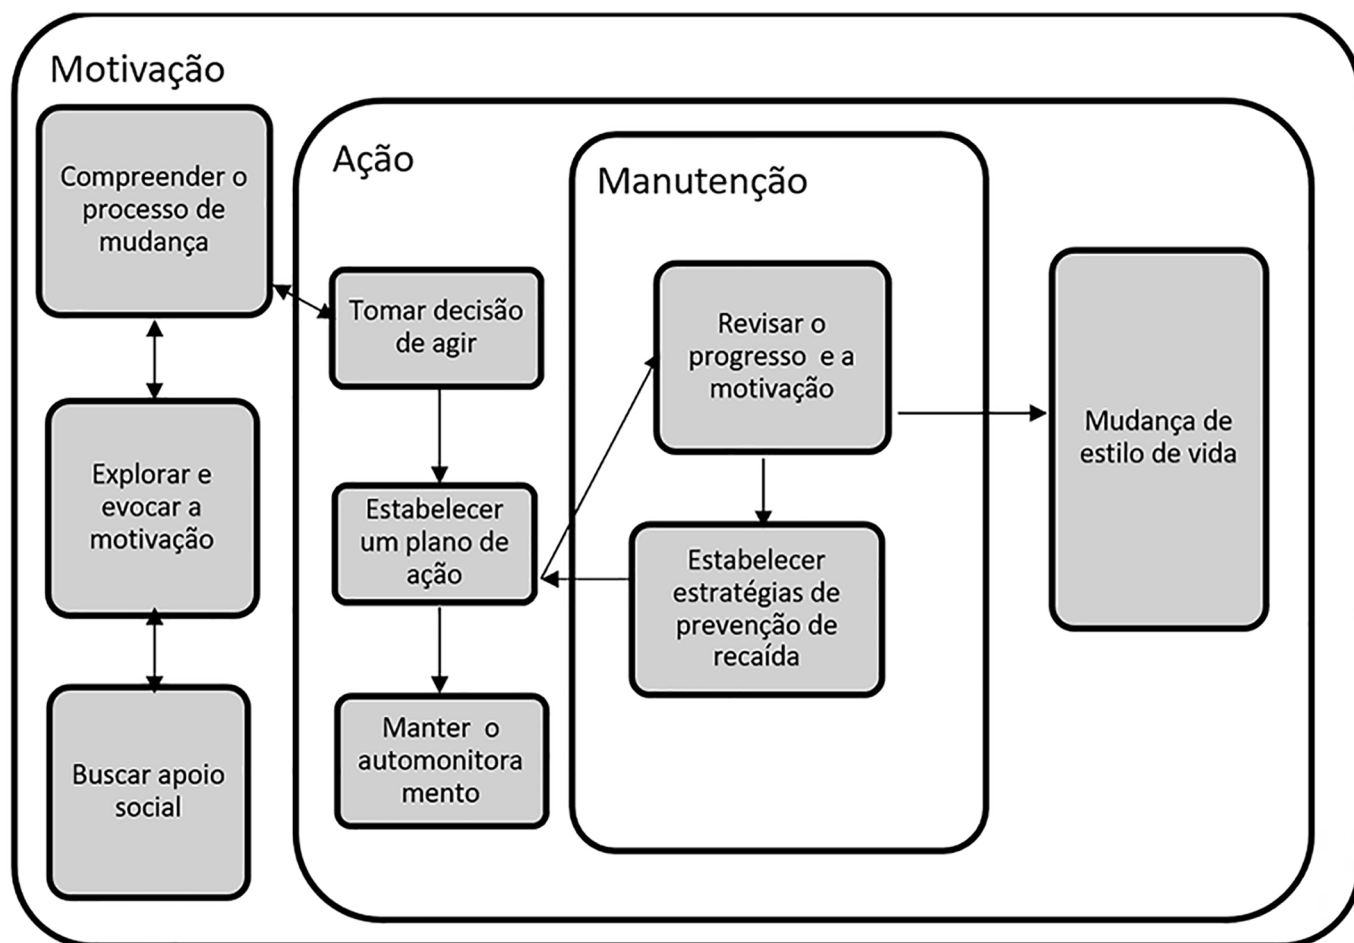 Motivação
Compreender o
processo de
mudança
Explorar e
evocar a
motivação
Buscar apoio
social
Ação
Tomar decisão
de agir
Estabelecer
um plano de
ação
Manter o
automonitora
mento
Manutenção
Revisar o
progresso e a
motivação
Estabelecer
estratégias de
prevenção de
recaída
Mudança de
estilo de vida